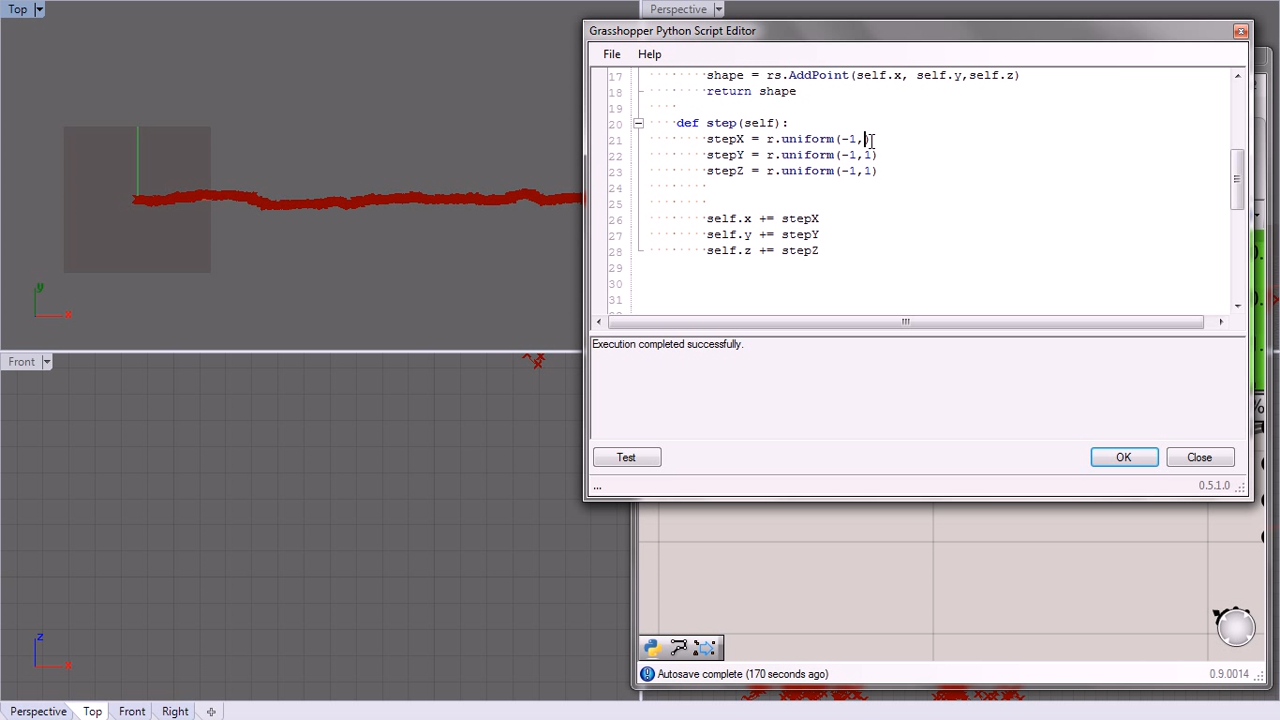 Top
Perspective
Grasshopper Python Script Editor
File Help
17 shape = rs.AddPoint(self.x, self.y,self.z)
18 return shape
19
20 def step(self):
21 stepX = r.uniform(-1,)
22 stepY = r.uniform(-1,1)
23 stepZ = r.uniform(-1,1)
24
25
26 self.x += stepX
27 self.y += stepY
28 self.z += stepZ
29
30
31
Execution completed successfully.
Test OK Close
... 0.5.1.0
y
x
Front
z
x
Autosave complete (170 seconds ago) 0.9.0014
Perspective Top Front Right